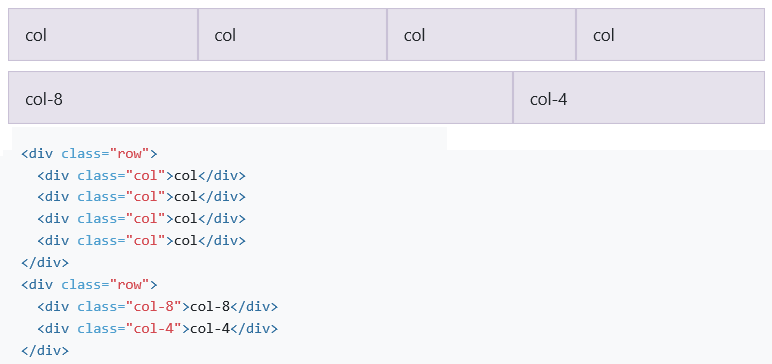 col col col col
col-8 col-4
<div class="row">
  <div class="col">col</div>
  <div class="col">col</div>
  <div class="col">col</div>
  <div class="col">col</div>
</div>
<div class="row">
  <div class="col-8">col-8</div>
  <div class="col-4">col-4</div>
</div>